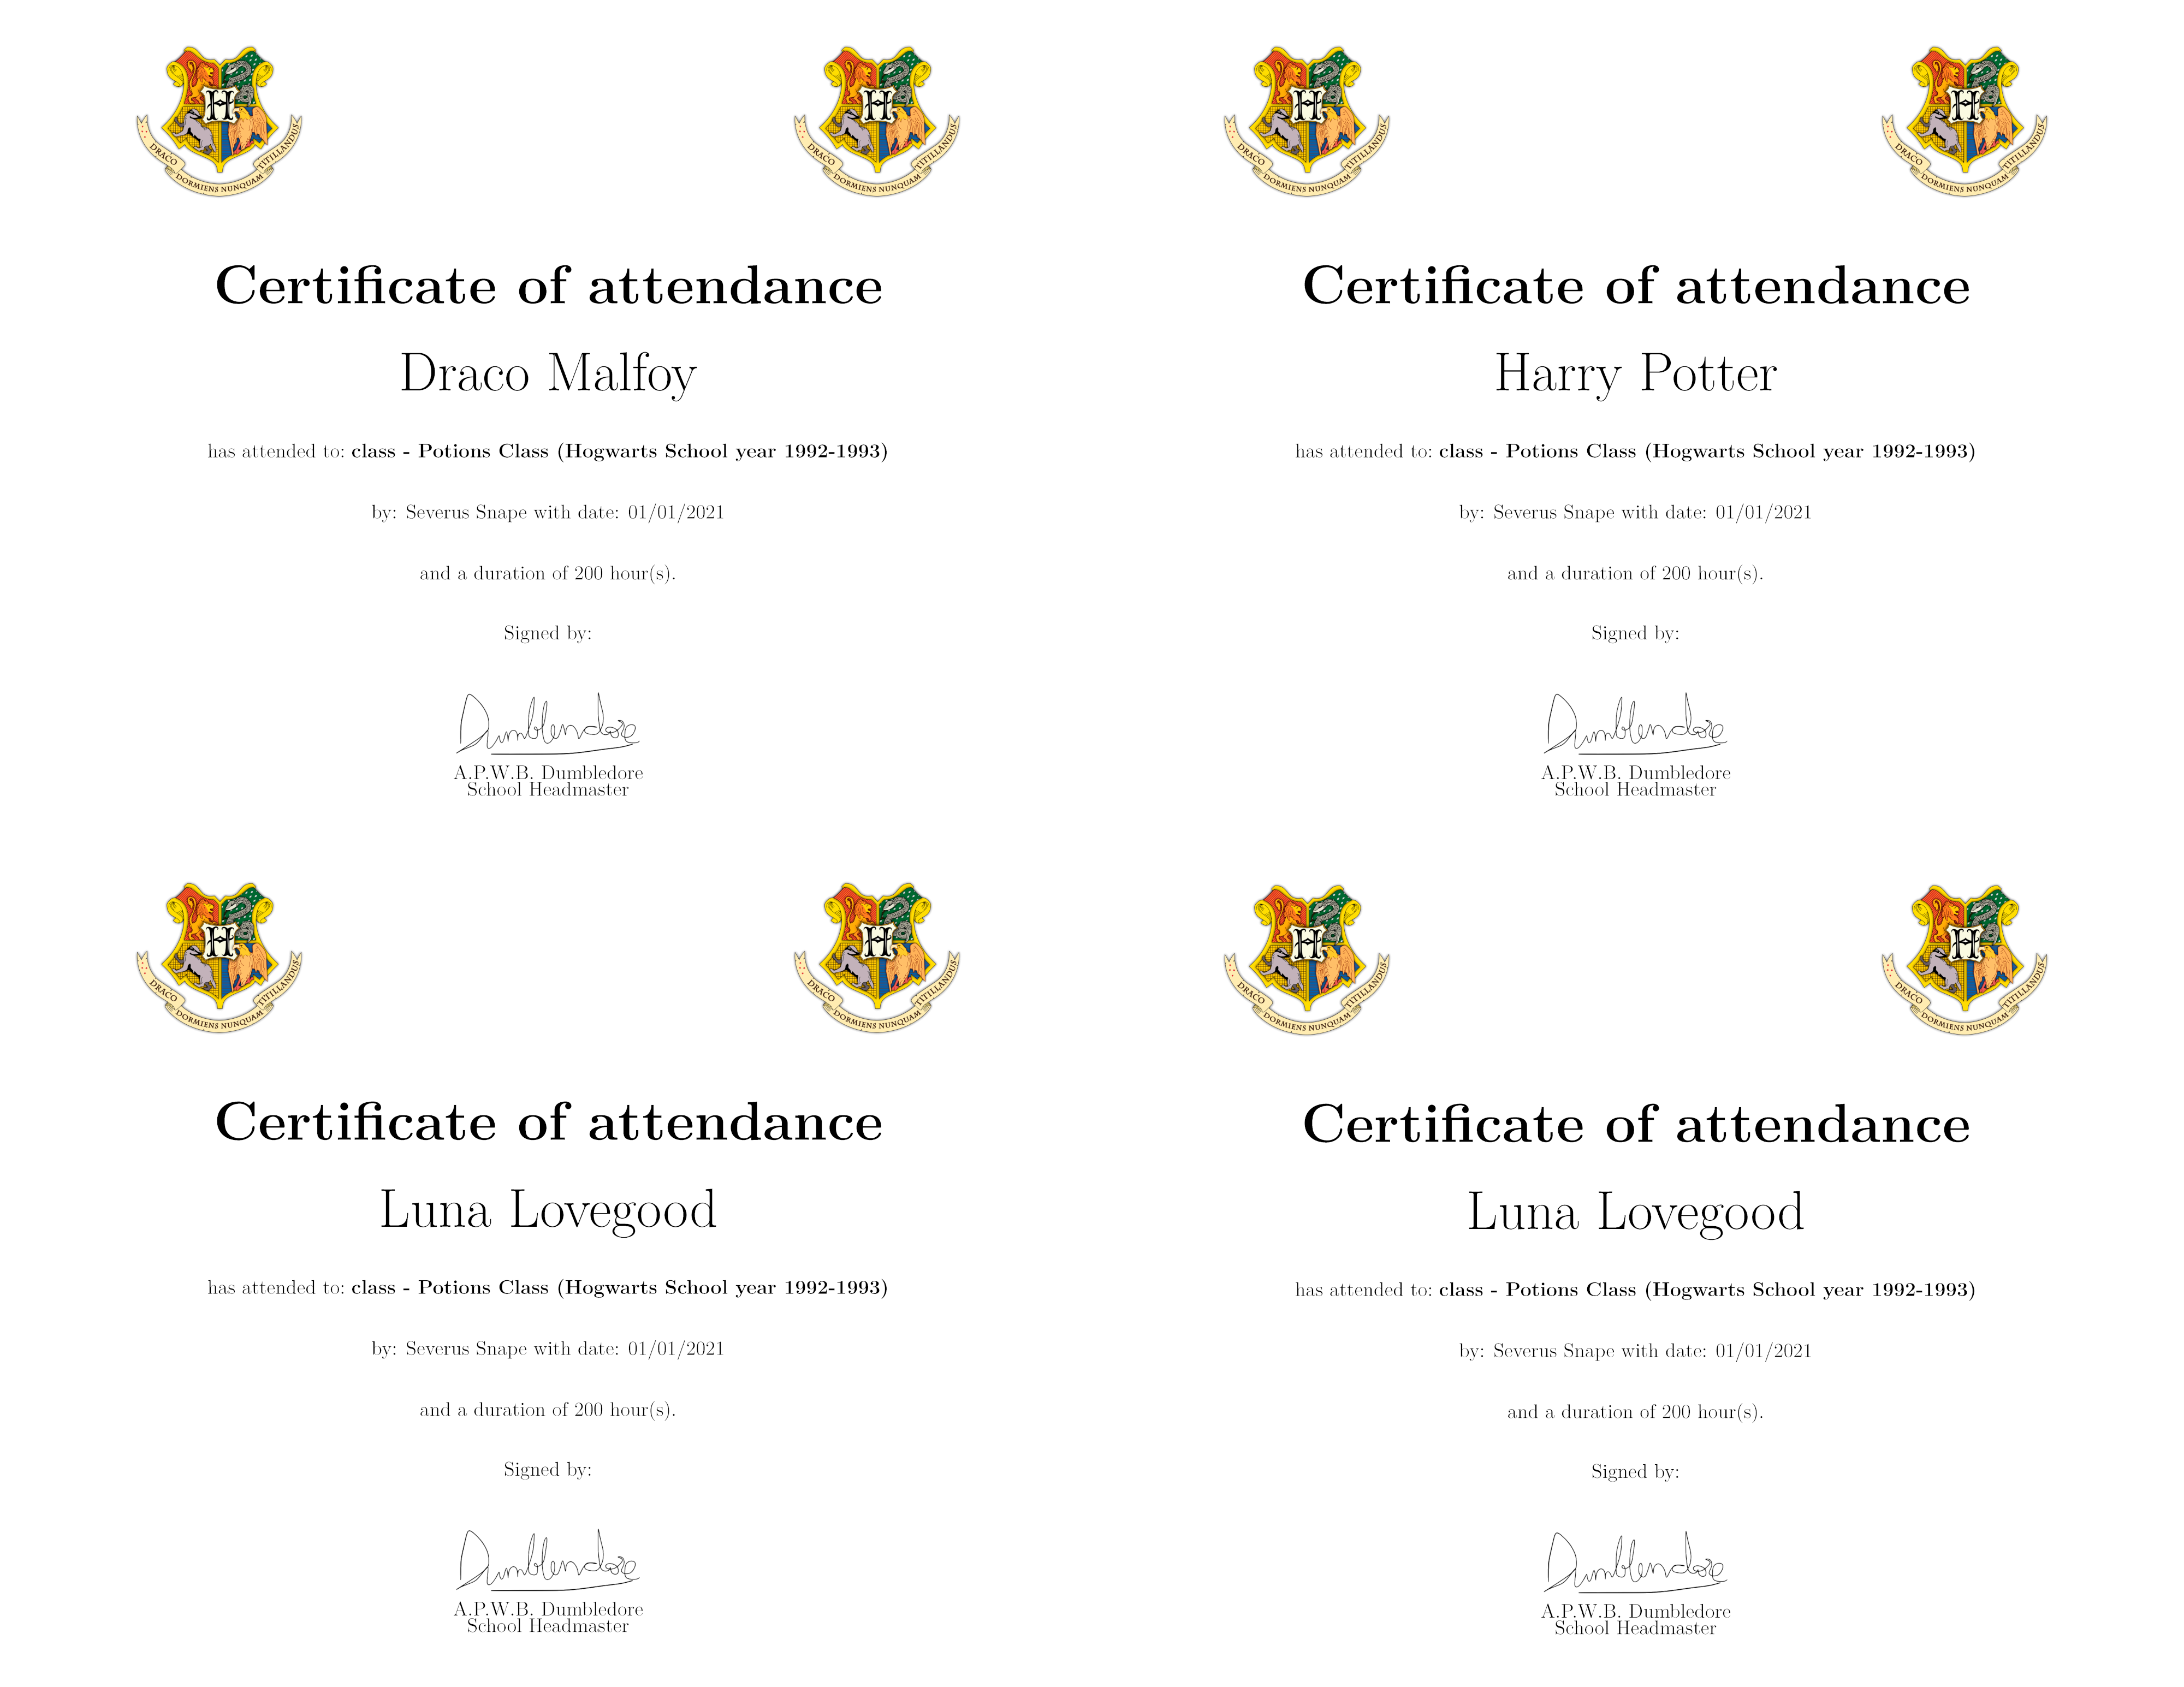 H
DRACO DORMIENS NUNQUAM TITILLANDUS
H
DRACO DORMIENS NUNQUAM TITILLANDUS
Certificate of attendance
Draco Malfoy
has attended to: class - Potions Class (Hogwarts School year 1992-1993)
by: Severus Snape with date: 01/01/2021
and a duration of 200 hour(s).
Signed by:
Dumblendore
A.P.W.B. Dumbledore
School Headmaster
H
DRACO DORMIENS NUNQUAM TITILLANDUS
H
DRACO DORMIENS NUNQUAM TITILLANDUS
Certificate of attendance
Harry Potter
has attended to: class - Potions Class (Hogwarts School year 1992-1993)
by: Severus Snape with date: 01/01/2021
and a duration of 200 hour(s).
Signed by:
Dumblendore
A.P.W.B. Dumbledore
School Headmaster
H
DRACO DORMIENS NUNQUAM TITILLANDUS
H
DRACO DORMIENS NUNQUAM TITILLANDUS
Certificate of attendance
Luna Lovegood
has attended to: class - Potions Class (Hogwarts School year 1992-1993)
by: Severus Snape with date: 01/01/2021
and a duration of 200 hour(s).
Signed by:
Dumblendore
A.P.W.B. Dumbledore
School Headmaster
H
DRACO DORMIENS NUNQUAM TITILLANDUS
H
DRACO DORMIENS NUNQUAM TITILLANDUS
Certificate of attendance
Luna Lovegood
has attended to: class - Potions Class (Hogwarts School year 1992-1993)
by: Severus Snape with date: 01/01/2021
and a duration of 200 hour(s).
Signed by:
Dumblendore
A.P.W.B. Dumbledore
School Headmaster